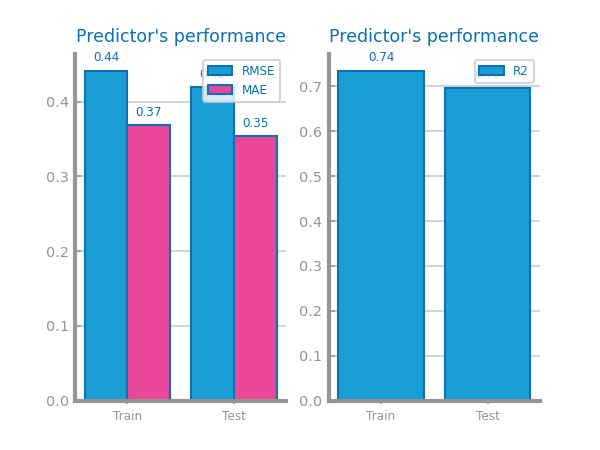 Predictor's performance
0.44
0.37
0.35
RMSE
MAE
0.4
0.3
0.2
0.1
0.0
Train
Test
Predictor's performance
0.74
R2
0.7
0.6
0.5
0.4
0.3
0.2
0.1
0.0
Train
Test